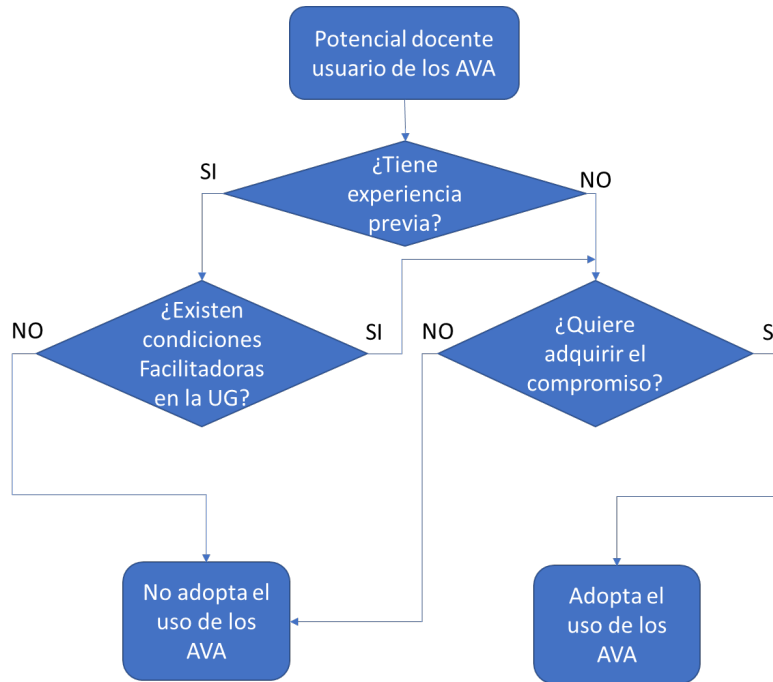 Potencial docente
usuario de los AVA
SI
¿Tiene
experiencia
previa?
NO
NO
¿Existen
condiciones
Facilitadoras
en la UG?
SI
NO
¿Quiere
adquirir el
compromiso?
S
No adopta el
uso de los
AVA
Adopta el
uso de los
AVA